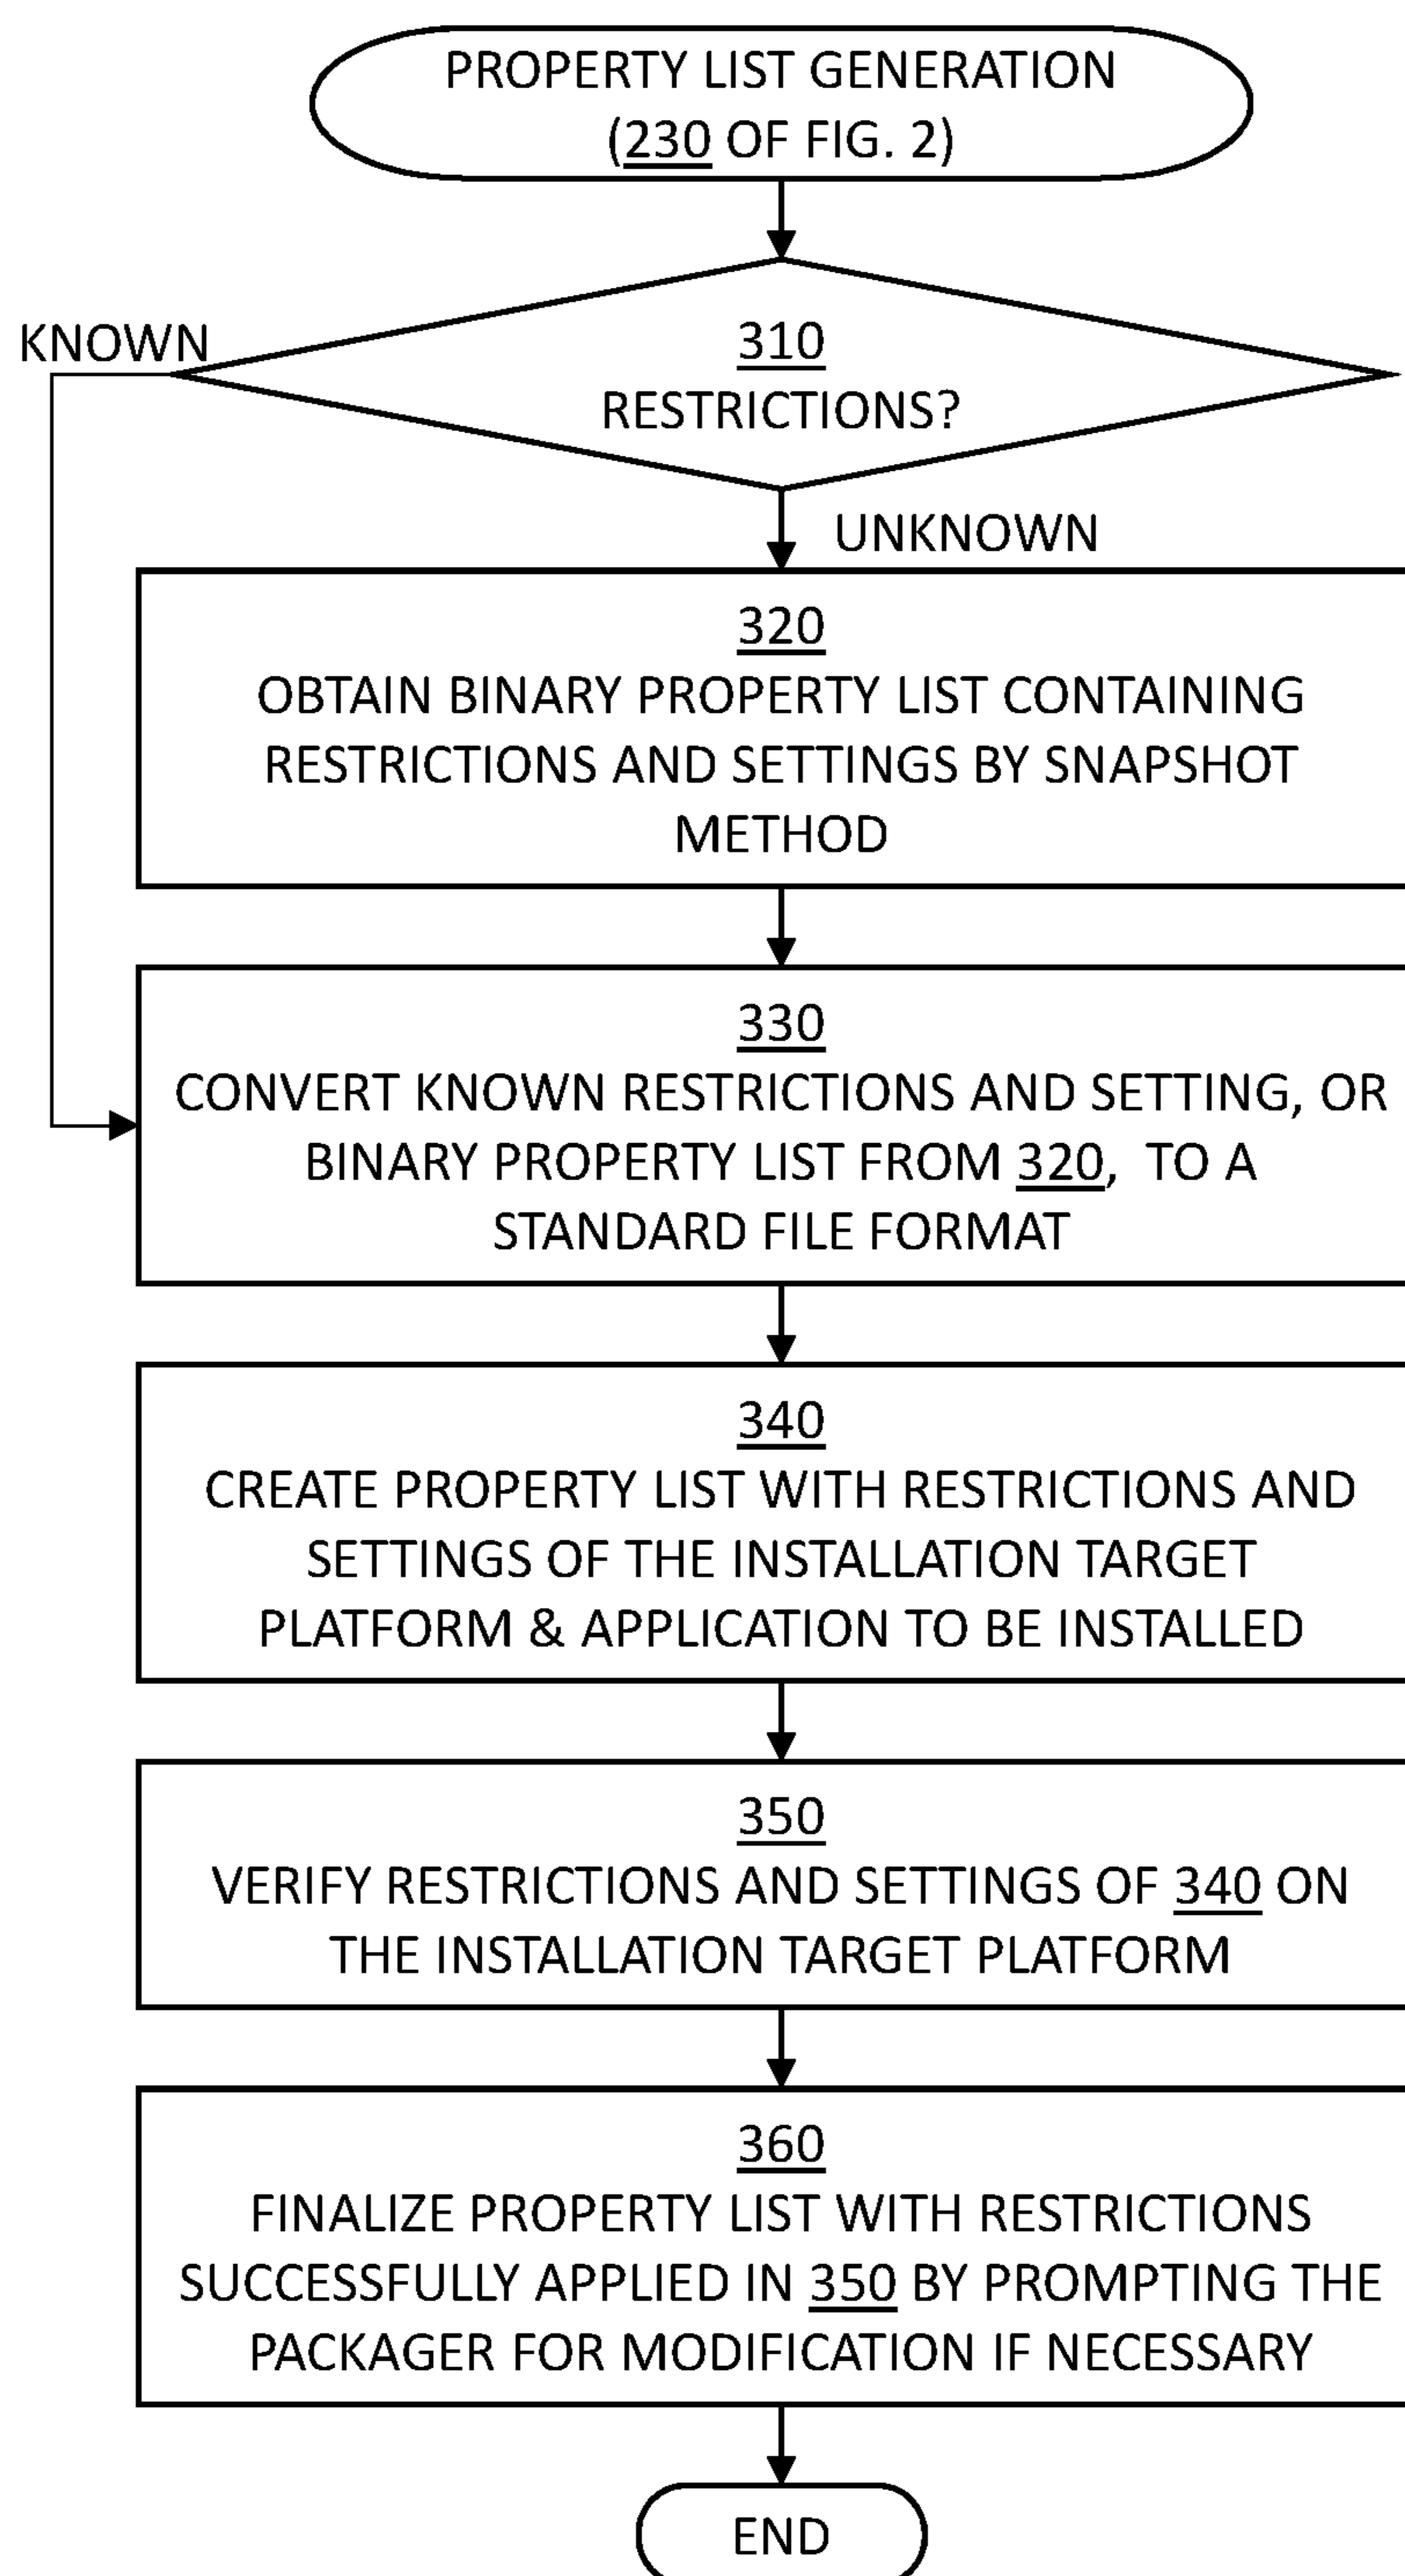 PROPERTY LIST GENERATION
(230 OF FIG. 2)
KNOWN
310
RESTRICTIONS?
UNKNOWN
320
OBTAIN BINARY PROPERTY LIST CONTAINING
RESTRICTIONS AND SETTINGS BY SNAPSHOT
METHOD
330
CONVERT KNOWN RESTRICTIONS AND SETTING, OR
BINARY PROPERTY LIST FROM 320, TO A
STANDARD FILE FORMAT
340
CREATE PROPERTY LIST WITH RESTRICTIONS AND
SETTINGS OF THE INSTALLATION TARGET
PLATFORM & APPLICATION TO BE INSTALLED
350
VERIFY RESTRICTIONS AND SETTINGS OF 340 ON
THE INSTALLATION TARGET PLATFORM
360
FINALIZE PROPERTY LIST WITH RESTRICTIONS
SUCCESSFULLY APPLIED IN 350 BY PROMPTING THE
PACKAGER FOR MODIFICATION IF NECESSARY
END